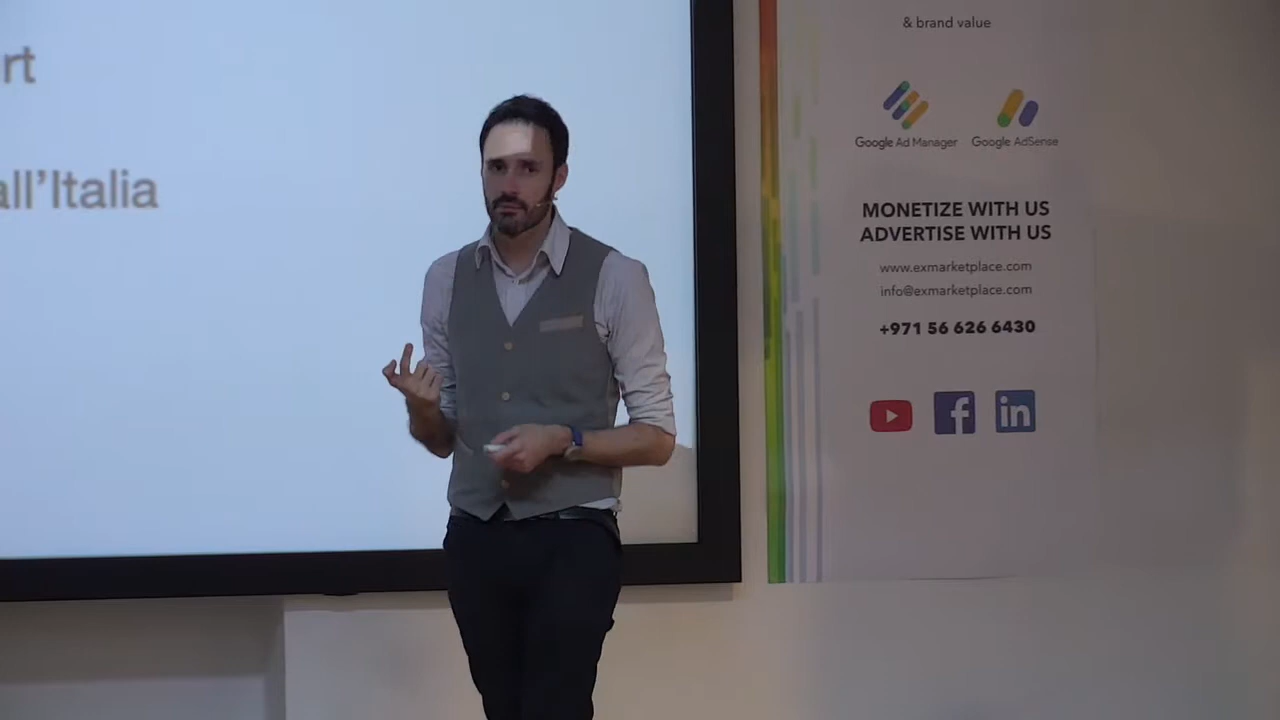 rt
all'Italia
& brand value
Google Ad Manager
Google AdSense
MONETIZE WITH US
ADVERTISE WITH US
www.exmarketplace.com
info@exmarketplace.com
+971 56 626 6430
f
in